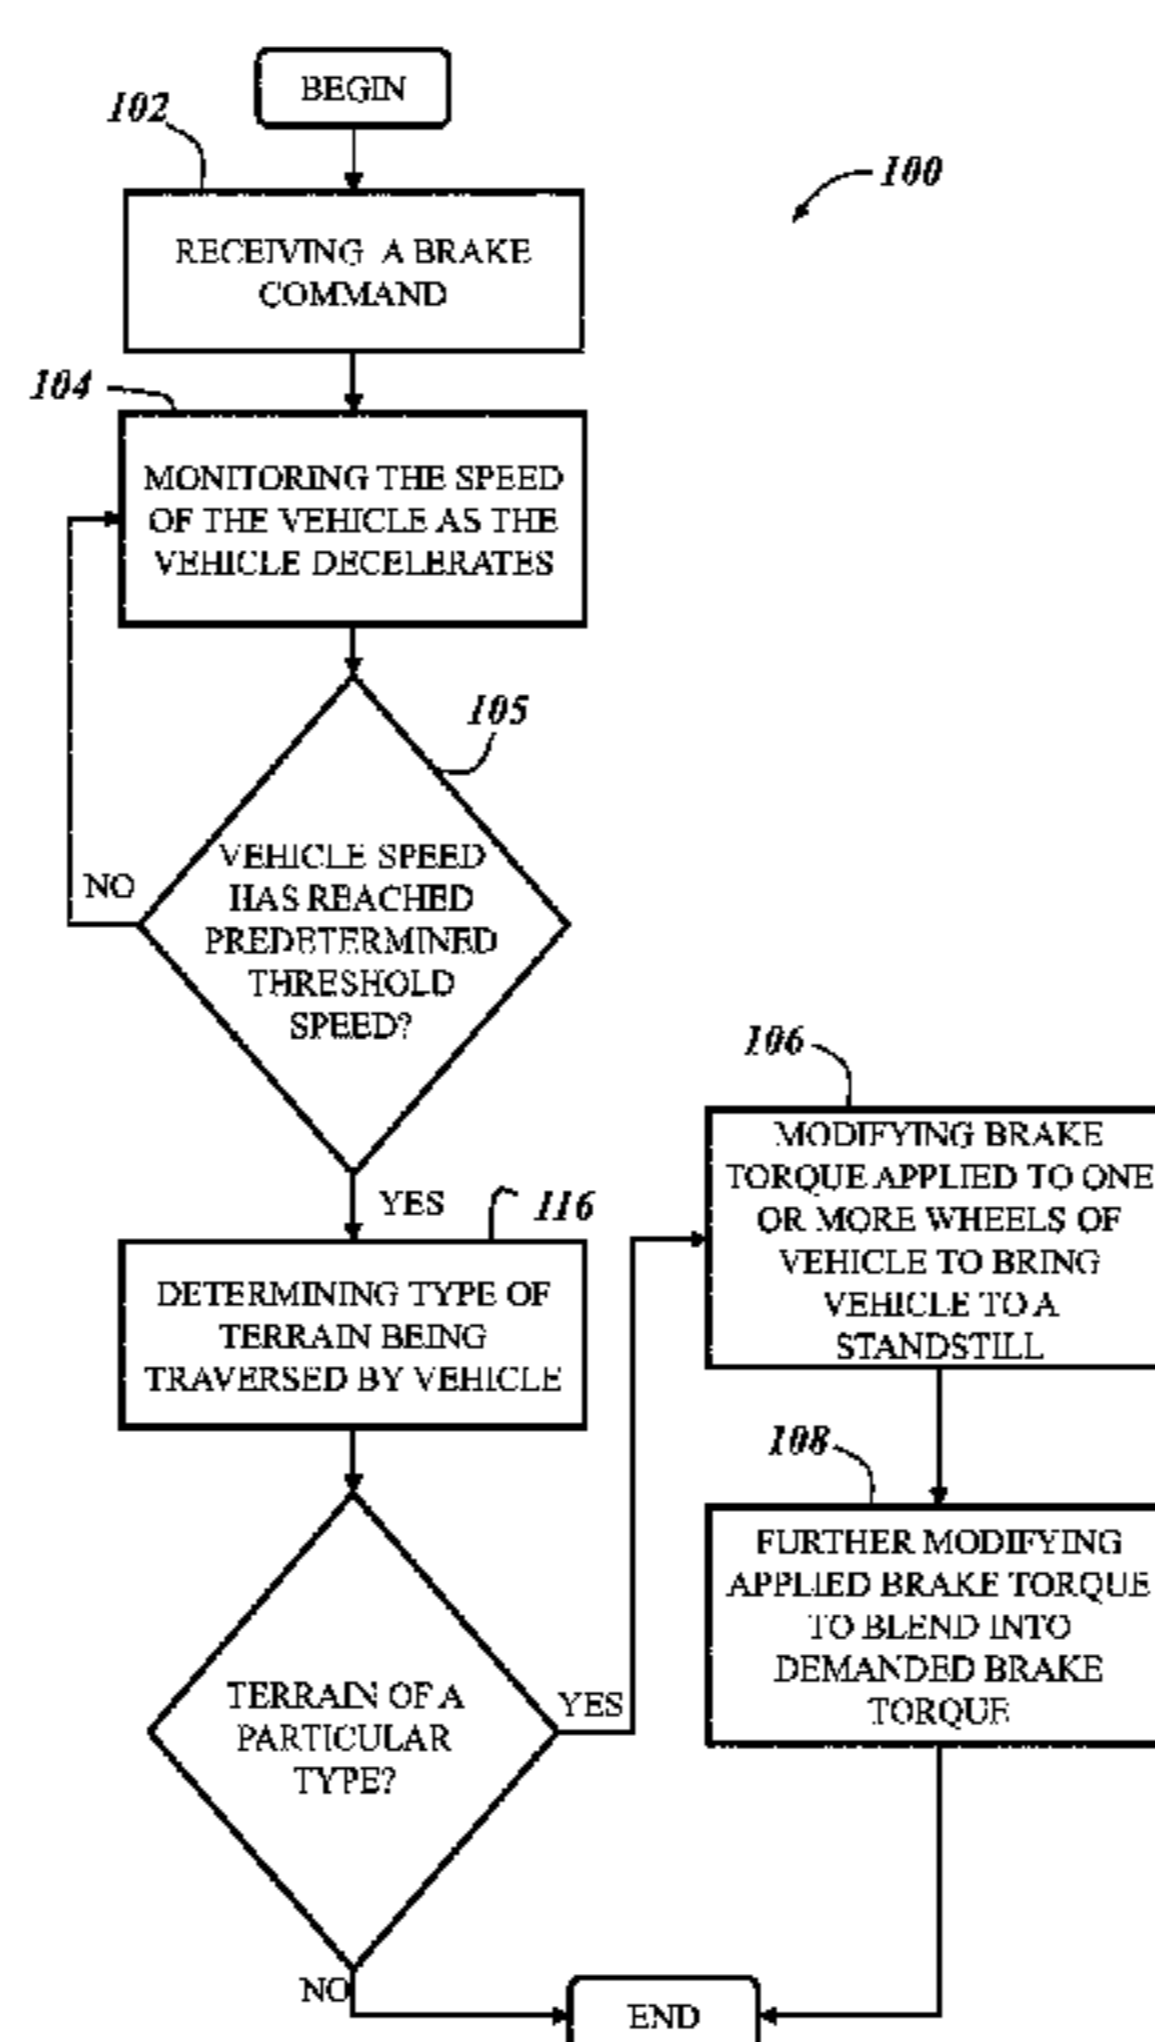 BEGIN
102
100
RECEIVING A BRAKE
COMMAND
104
MONITORING THE SPEED
OF THE VEHICLE AS THE
VEHICLE DECELERATES
105
VEHICLE SPEED
HAS REACHED
PREDETERMINED
THRESHOLD
SPEED?
NO
YES
116
DETERMINING TYPE OF
TERRAIN BEING
TRAVERSED BY VEHICLE
TERRAIN OF A
PARTICULAR
TYPE?
YES
NO
106
MODIFYING BRAKE
TORQUE APPLIED TO ONE
OR MORE WHEELS OF
VEHICLE TO BRING
VEHICLE TO A
STANDSTILL
108
FURTHER MODIFYING
APPLIED BRAKE TORQUE
TO BLEND INTO
DEMANDED BRAKE
TORQUE
END